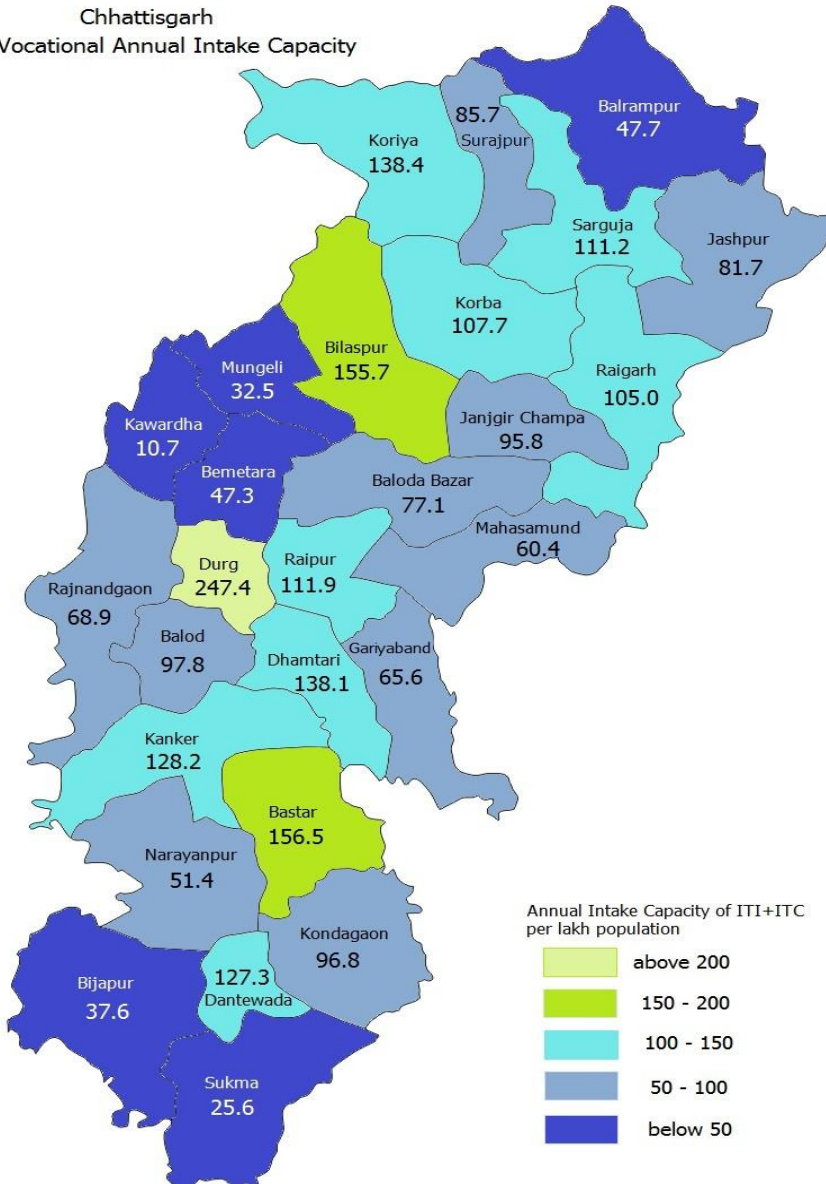 Chhattisgarh
Vocational Annual Intake Capacity
Balrampur
47.7
85.7
Surajpur
Koriya
138.4
Sarguja
111.2
Jashpur
81.7
Korba
107.7
Bilaspur
155.7
Mungeli
32.5
Raigarh
105.0
Kawardha
10.7
Janjgir Champa
95.8
Bemetara
47.3
Baloda Bazar
77.1
Mahasamund
60.4
Durg
247.4
Raipur
111.9
Rajnandgaon
68.9
Balod
97.8
Dhamtari
138.1
Gariyaband
65.6
Kanker
128.2
Bastar
156.5
Narayanpur
51.4
Kondagaon
96.8
127.3
Dantewada
Bijapur
37.6
Sukma
25.6
Annual Intake Capacity of ITI+ITC
per lakh population
above 200
150 - 200
100 - 150
50 - 100
below 50